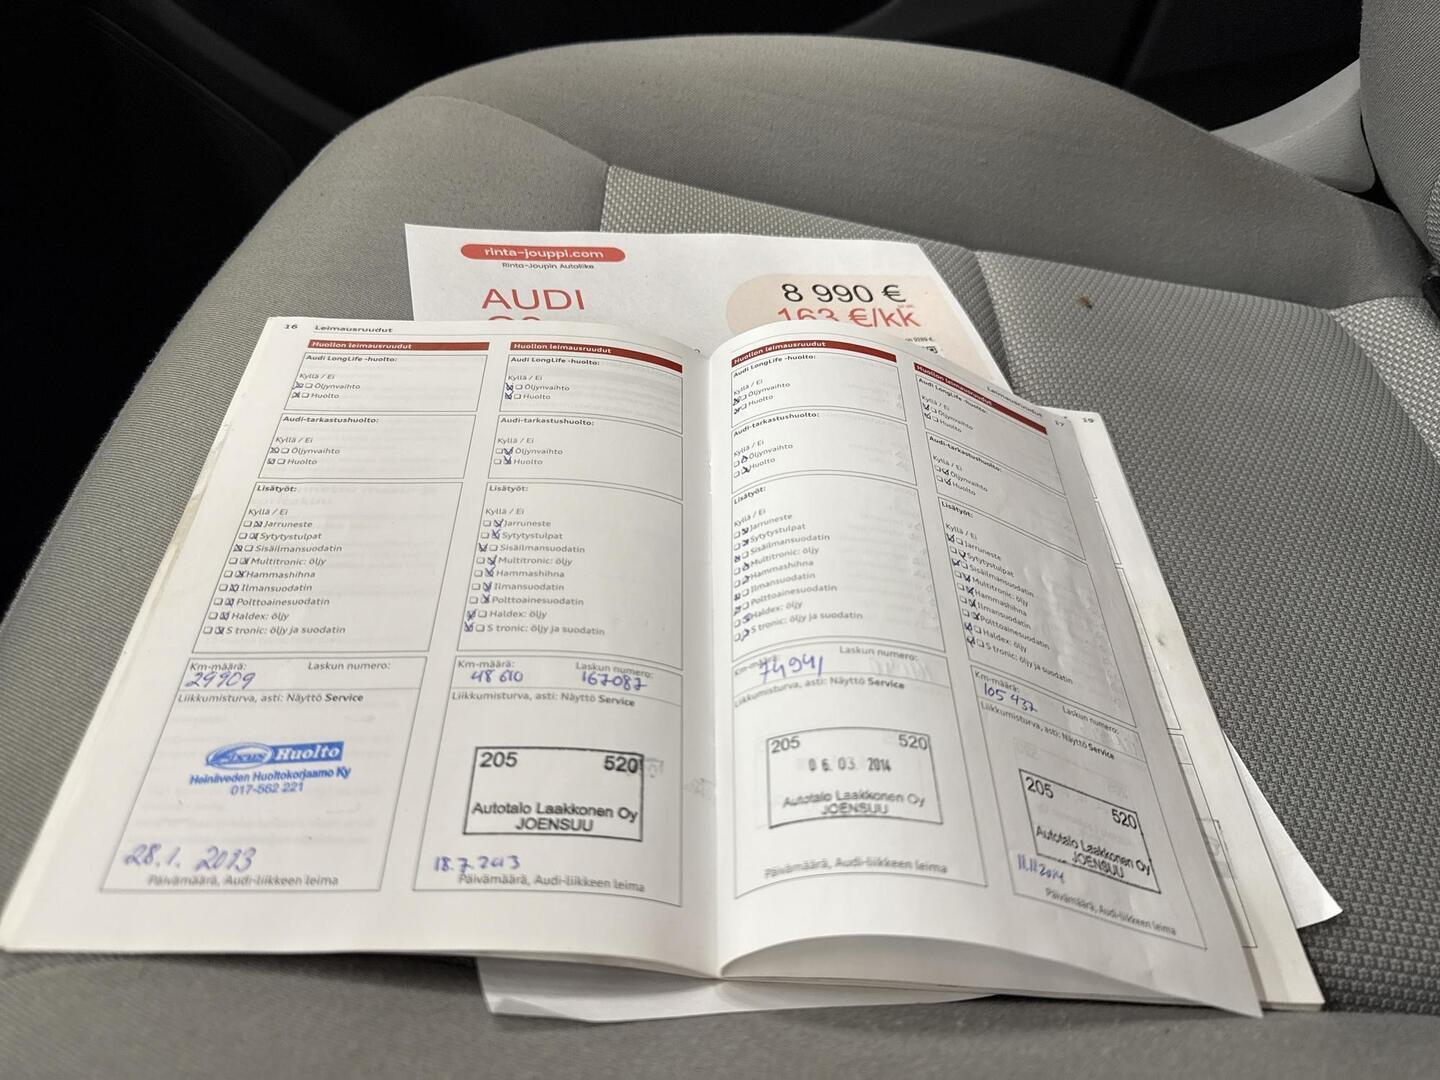 rinta-jouppi.com
Rinta-Joupin Autoliike
AUDI
8 990 €
163 €/kk
16 Leimausruudut
Huollon leimausruudut
Audi LongLife -huolto:
Kyllä / Ei
Öljynvaihto
Huolto
Audi-tarkastushuolto:
Kyllä / Ei
Öljynvaihto
Huolto
Lisätyöt:
Kyllä / Ei
Jarruneste
Sytytystulpat
Sisäilmansuodatin
Multitronic: öljy
Hammashihna
Ilmansuodatin
Polttoainesuodatin
Haldex: öljy
S tronic: öljy ja suodatin
Km-määrä: Laskun numero:
29909
Liikkumisturva, asti: Näyttö Service
Huolto
Heinäveden Huoltokorjaamo Ky
017-562 221
28.1. 2013
Päivämäärä, Audi-liikkeen leima
Huollon leimausruudut
Audi LongLife -huolto:
Kyllä / Ei
Öljynvaihto
Huolto
Audi-tarkastushuolto:
Kyllä / Ei
Öljynvaihto
Huolto
Lisätyöt:
Kyllä / Ei
Jarruneste
Sytytystulpat
Sisäilmansuodatin
Multitronic: öljy
Hammashihna
Ilmansuodatin
Polttoainesuodatin
Haldex: öljy
S tronic: öljy ja suodatin
Km-määrä: Laskun numero:
48 610 167087
Liikkumisturva, asti: Näyttö Service
205 520
Autotalo Laakkonen Oy
JOENSUU
18.7.2013
Päivämäärä, Audi-liikkeen leima
Huollon leimausruudut
Audi LongLife -huolto:
Kyllä / Ei
Öljynvaihto
Huolto
Audi-tarkastushuolto:
Kyllä / Ei
Öljynvaihto
Huolto
Lisätyöt:
Kyllä / Ei
Jarruneste
Sytytystulpat
Sisäilmansuodatin
Multitronic: öljy
Hammashihna
Ilmansuodatin
Polttoainesuodatin
Haldex: öljy
S tronic: öljy ja suodatin
Km-määrä: Laskun numero:
74941
Liikkumisturva, asti: Näyttö Service
205 520
06.03. 2014
Autotalo Laakkonen Oy
JOENSUU
Päivämäärä, Audi-liikkeen leima
Leimausruudut 17
19
Huollon leimausruudut
Audi LongLife -huolto:
Kyllä / Ei
Öljynvaihto
Huolto
Audi-tarkastushuolto:
Kyllä / Ei
Öljynvaihto
Huolto
Lisätyöt:
Kyllä / Ei
Jarruneste
Sytytystulpat
Sisäilmansuodatin
Multitronic: öljy
Hammashihna
Ilmansuodatin
Polttoainesuodatin
Haldex: öljy
S tronic: öljy ja suodatin
Km-määrä: Laskun numero:
105 437
Liikkumisturva, asti: Näyttö Service
205 520
Autotalo Laakkonen Oy
JOENSUU
11.11.2014
Päivämäärä, Audi-liikkeen leima